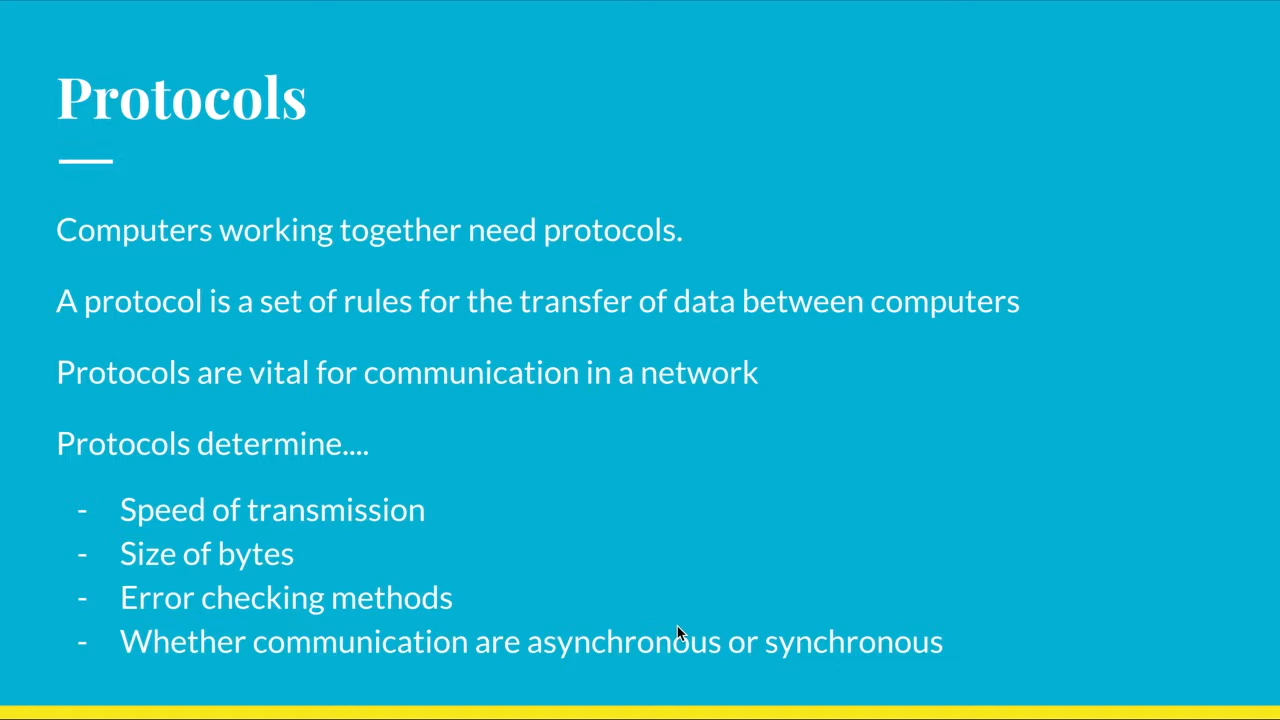 Protocols
Computers working together need protocols.
A protocol is a set of rules for the transfer of data between computers
Protocols are vital for communication in a network
Protocols determine....
- Speed of transmission
- Size of bytes
- Error checking methods
- Whether communication are asynchronous or synchronous